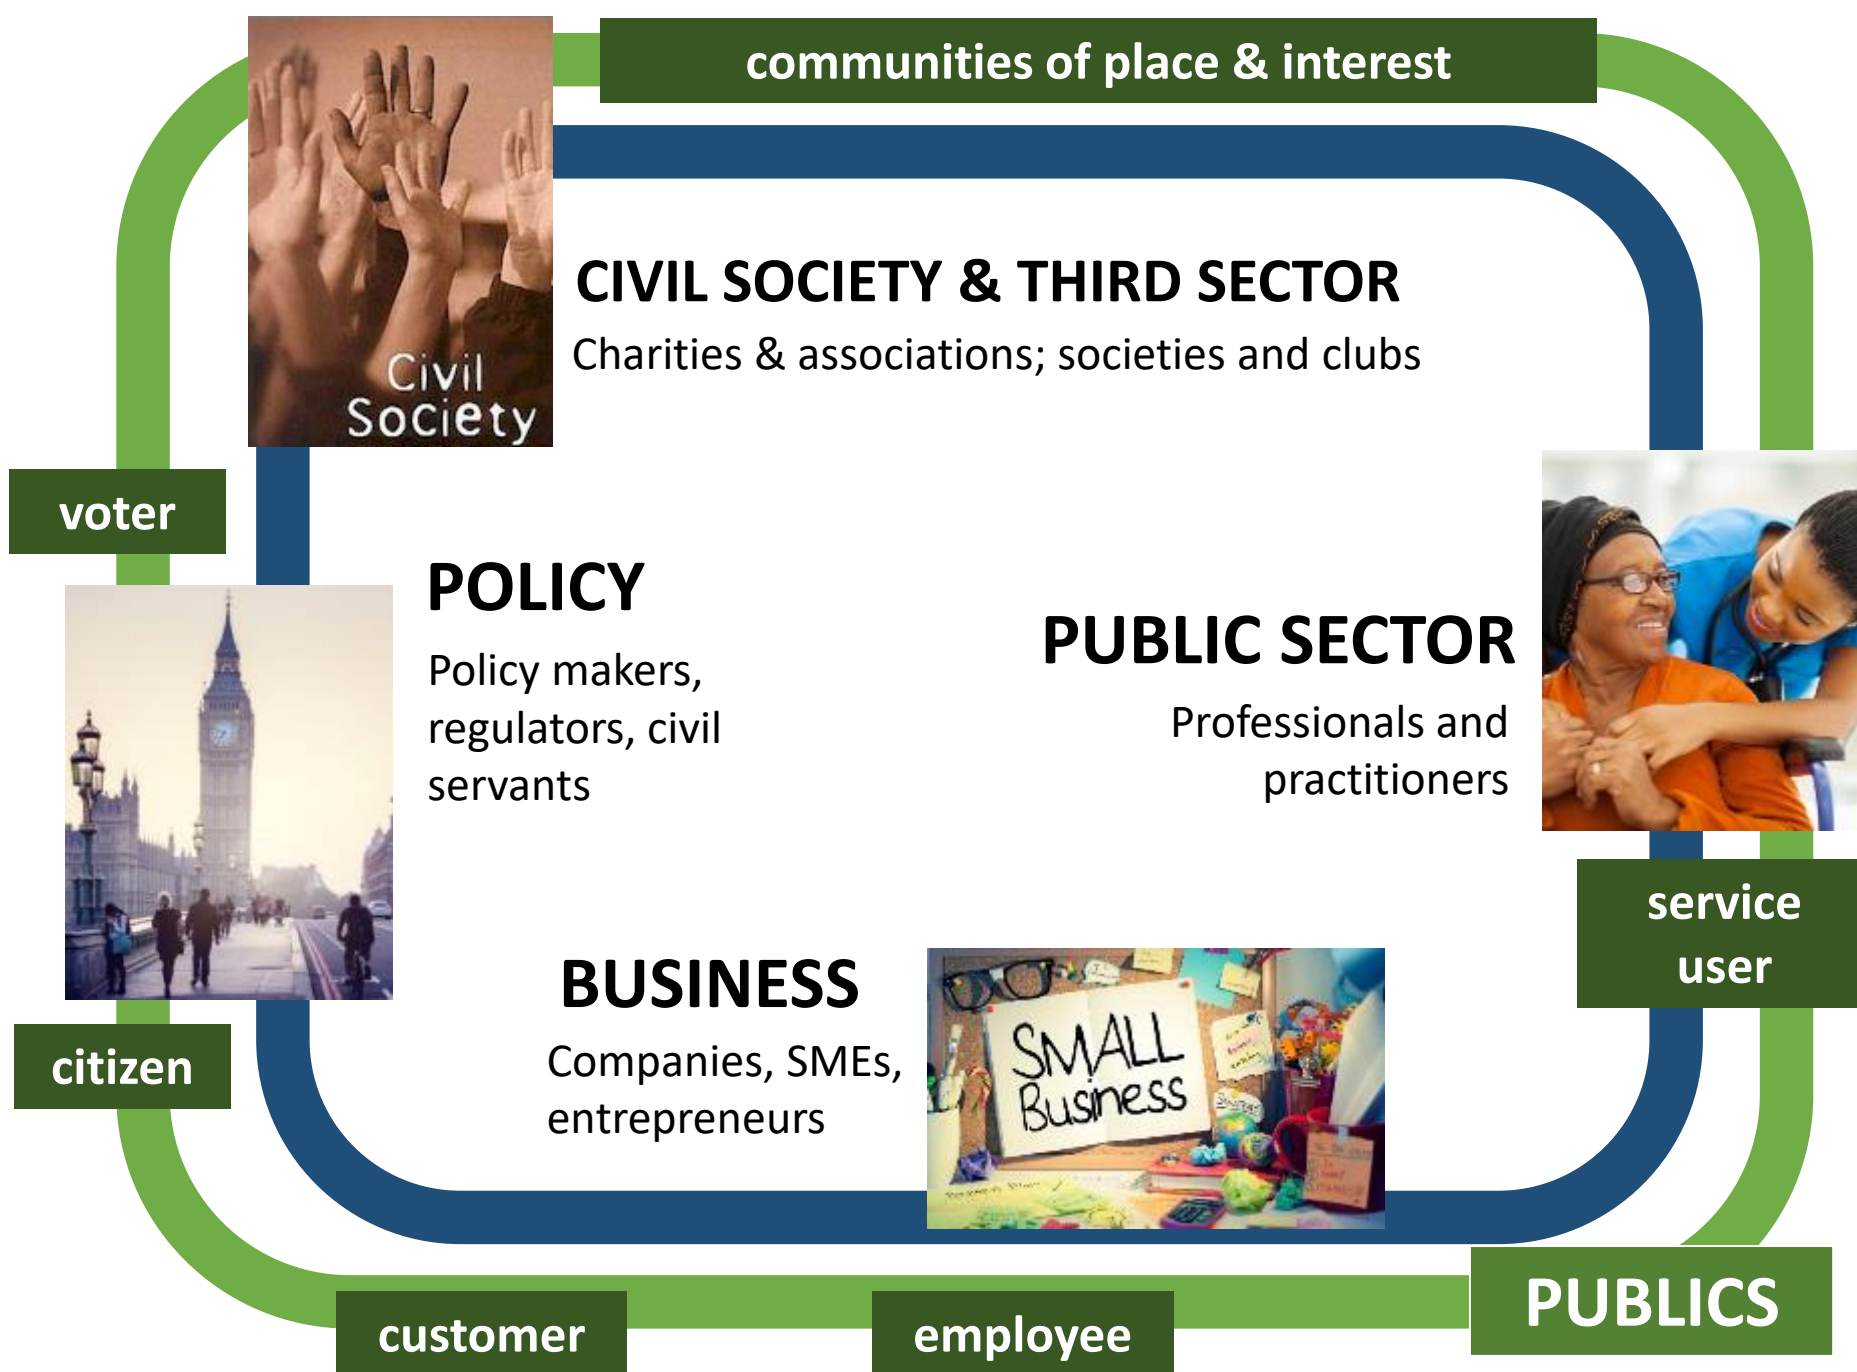 communities of place & interest
Civil
Society
CIVIL SOCIETY & THIRD SECTOR
Charities & associations; societies and clubs
voter
POLICY
Policy makers,
regulators, civil
servants
PUBLIC SECTOR
Professionals and
practitioners
service
user
citizen
BUSINESS
Companies, SMEs,
entrepreneurs
SMALL
Business
PUBLICS
customer
employee